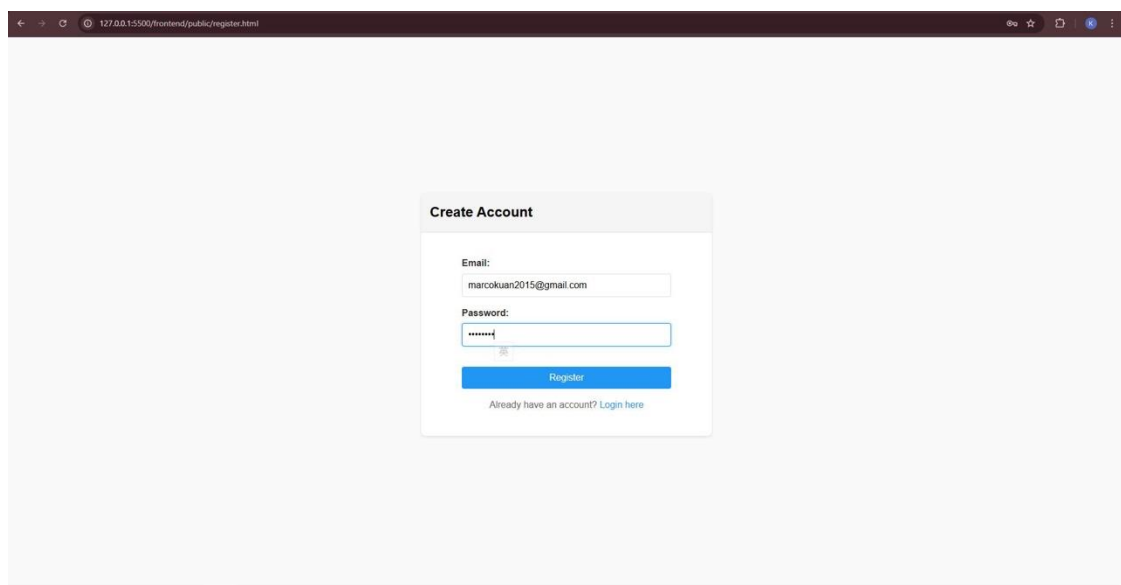 127.0.0.1:5500/frontend/public/register.html
K
Create Account
Email:
marcokuan2015@gmail.com
Password:
••••••••
英
Register
Already have an account? Login here